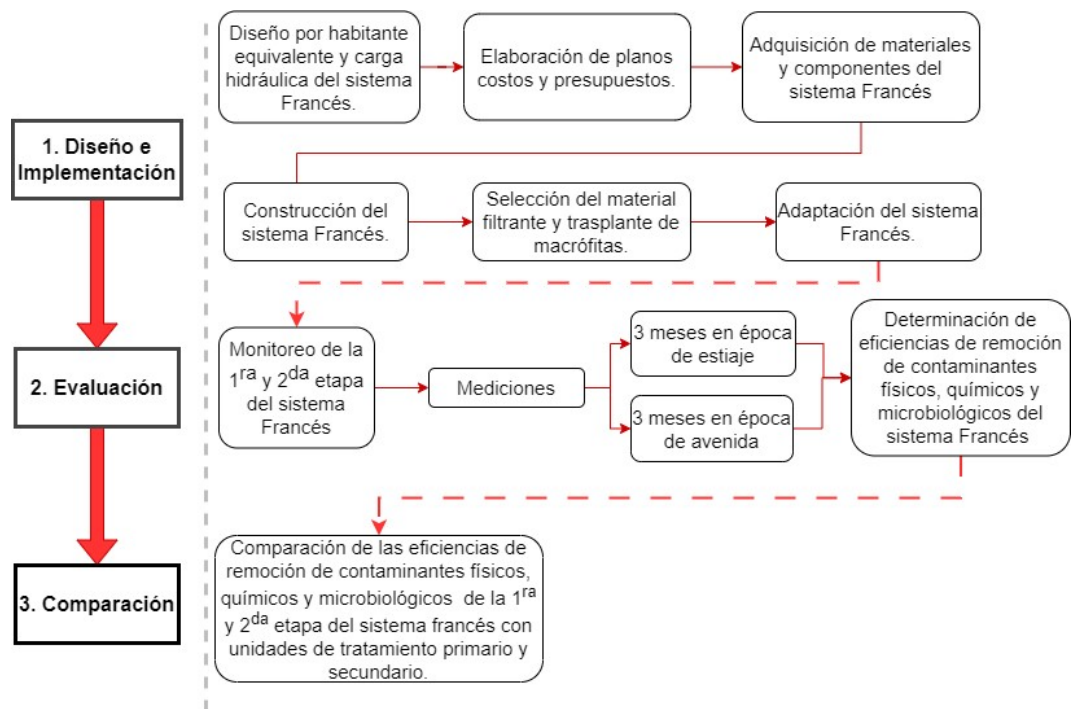 1. Diseño e
Implementación
Diseño por habitante
equivalente y carga
hidráulica del sistema
Francés.
Elaboración de planos
costos y presupuestos.
Adquisición de materiales
y componentes del
sistema Francés
Construcción del
sistema Francés.
Selección del material
filtrante y trasplante de
macrófitas.
Adaptación del sistema
Francés.
2. Evaluación
Monitoreo de la
1ra y 2da etapa
del sistema
Francés
Mediciones
3 meses en época
de estiaje
3 meses en época
de avenida
Determinación de
eficiencias de remoción
de contaminantes
físicos, químicos y
microbiológicos del
sistema Francés
3. Comparación
Comparación de las eficiencias de
remoción de contaminantes físicos,
químicos y microbiológicos de la 1ra
y 2da etapa del sistema francés con
unidades de tratamiento primario y
secundario.